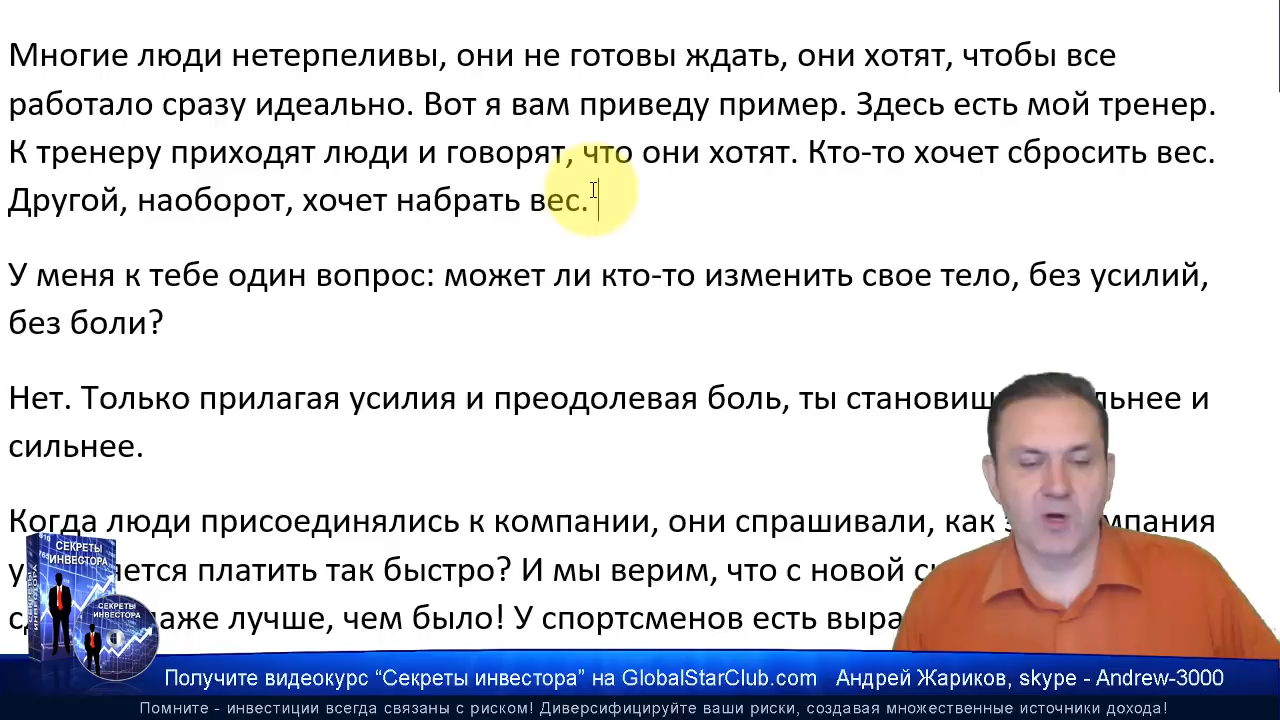 Многие люди нетерпеливы, они не готовы ждать, они хотят, чтобы все
работало сразу идеально. Вот я вам приведу пример. Здесь есть мой тренер.
К тренеру приходят люди и говорят, что они хотят. Кто-то хочет сбросить вес.
Другой, наоборот, хочет набрать вес.
У меня к тебе один вопрос: может ли кто-то изменить свое тело, без усилий,
без боли?
Нет. Только прилагая усилия и преодолевая боль, ты и
сильнее.
Когда люди присоединялись к компании, они спрашивали, как
платить так быстро? И мы верим, что с новой
даже лучше, чем было! У спортсменов есть
СЕКРЕТЫ
ИНВЕСТОРА
СЕКРЕТЫ
ИНВЕСТОРА
Получите видеокурс “Секреты инвестора” на GlobalStarClub.com Андрей Жариков, skype - Andrew-3000
Помните - инвестиции всегда связаны с риском! Диверсифицируйте ваши риски, создавая множественные источники дохода!